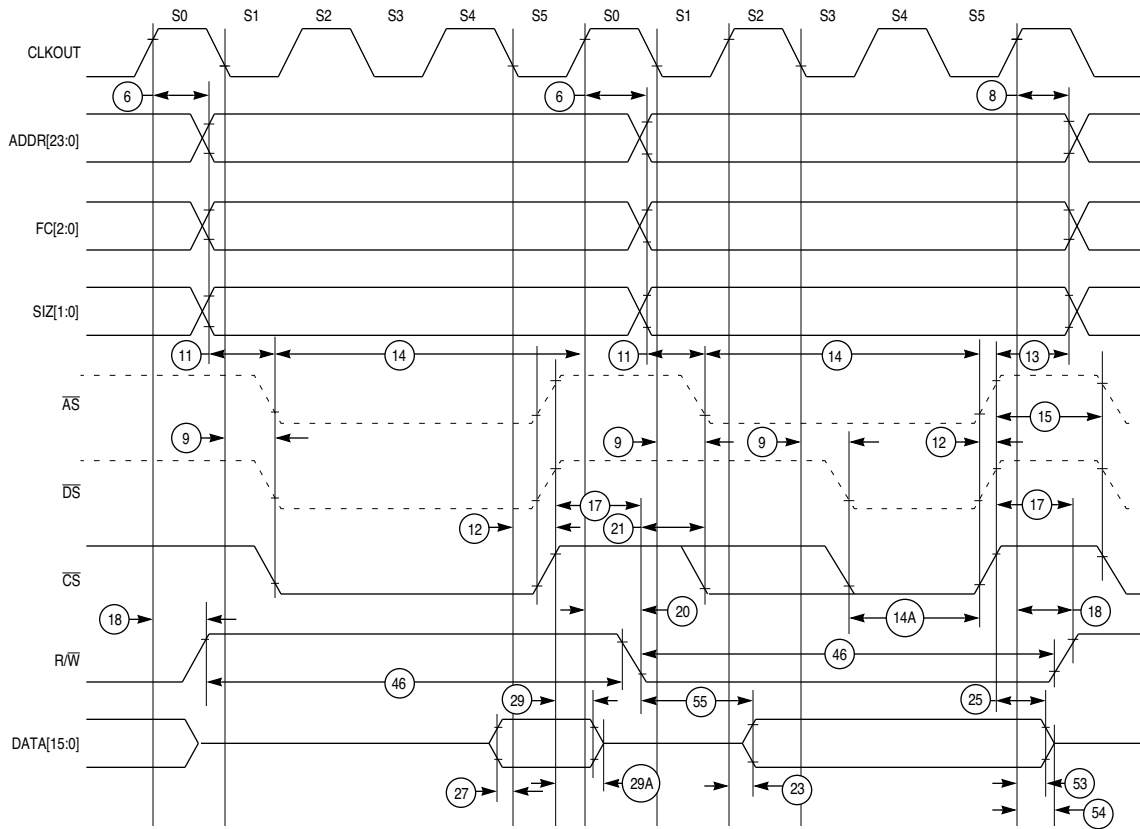 S0 S1 S2 S3 S4 S5 S0 S1 S2 S3 S4 S5
CLKOUT
6 6 8
ADDR[23:0]
FC[2:0]
SIZ[1:0]
11 14 11 14 13
AS
15
9 9 9 12
DS
12 17 21 17
CS
18 20 14A 18
R/W
46 46
29 55 25
DATA[15:0]
27 29A 23 53
54